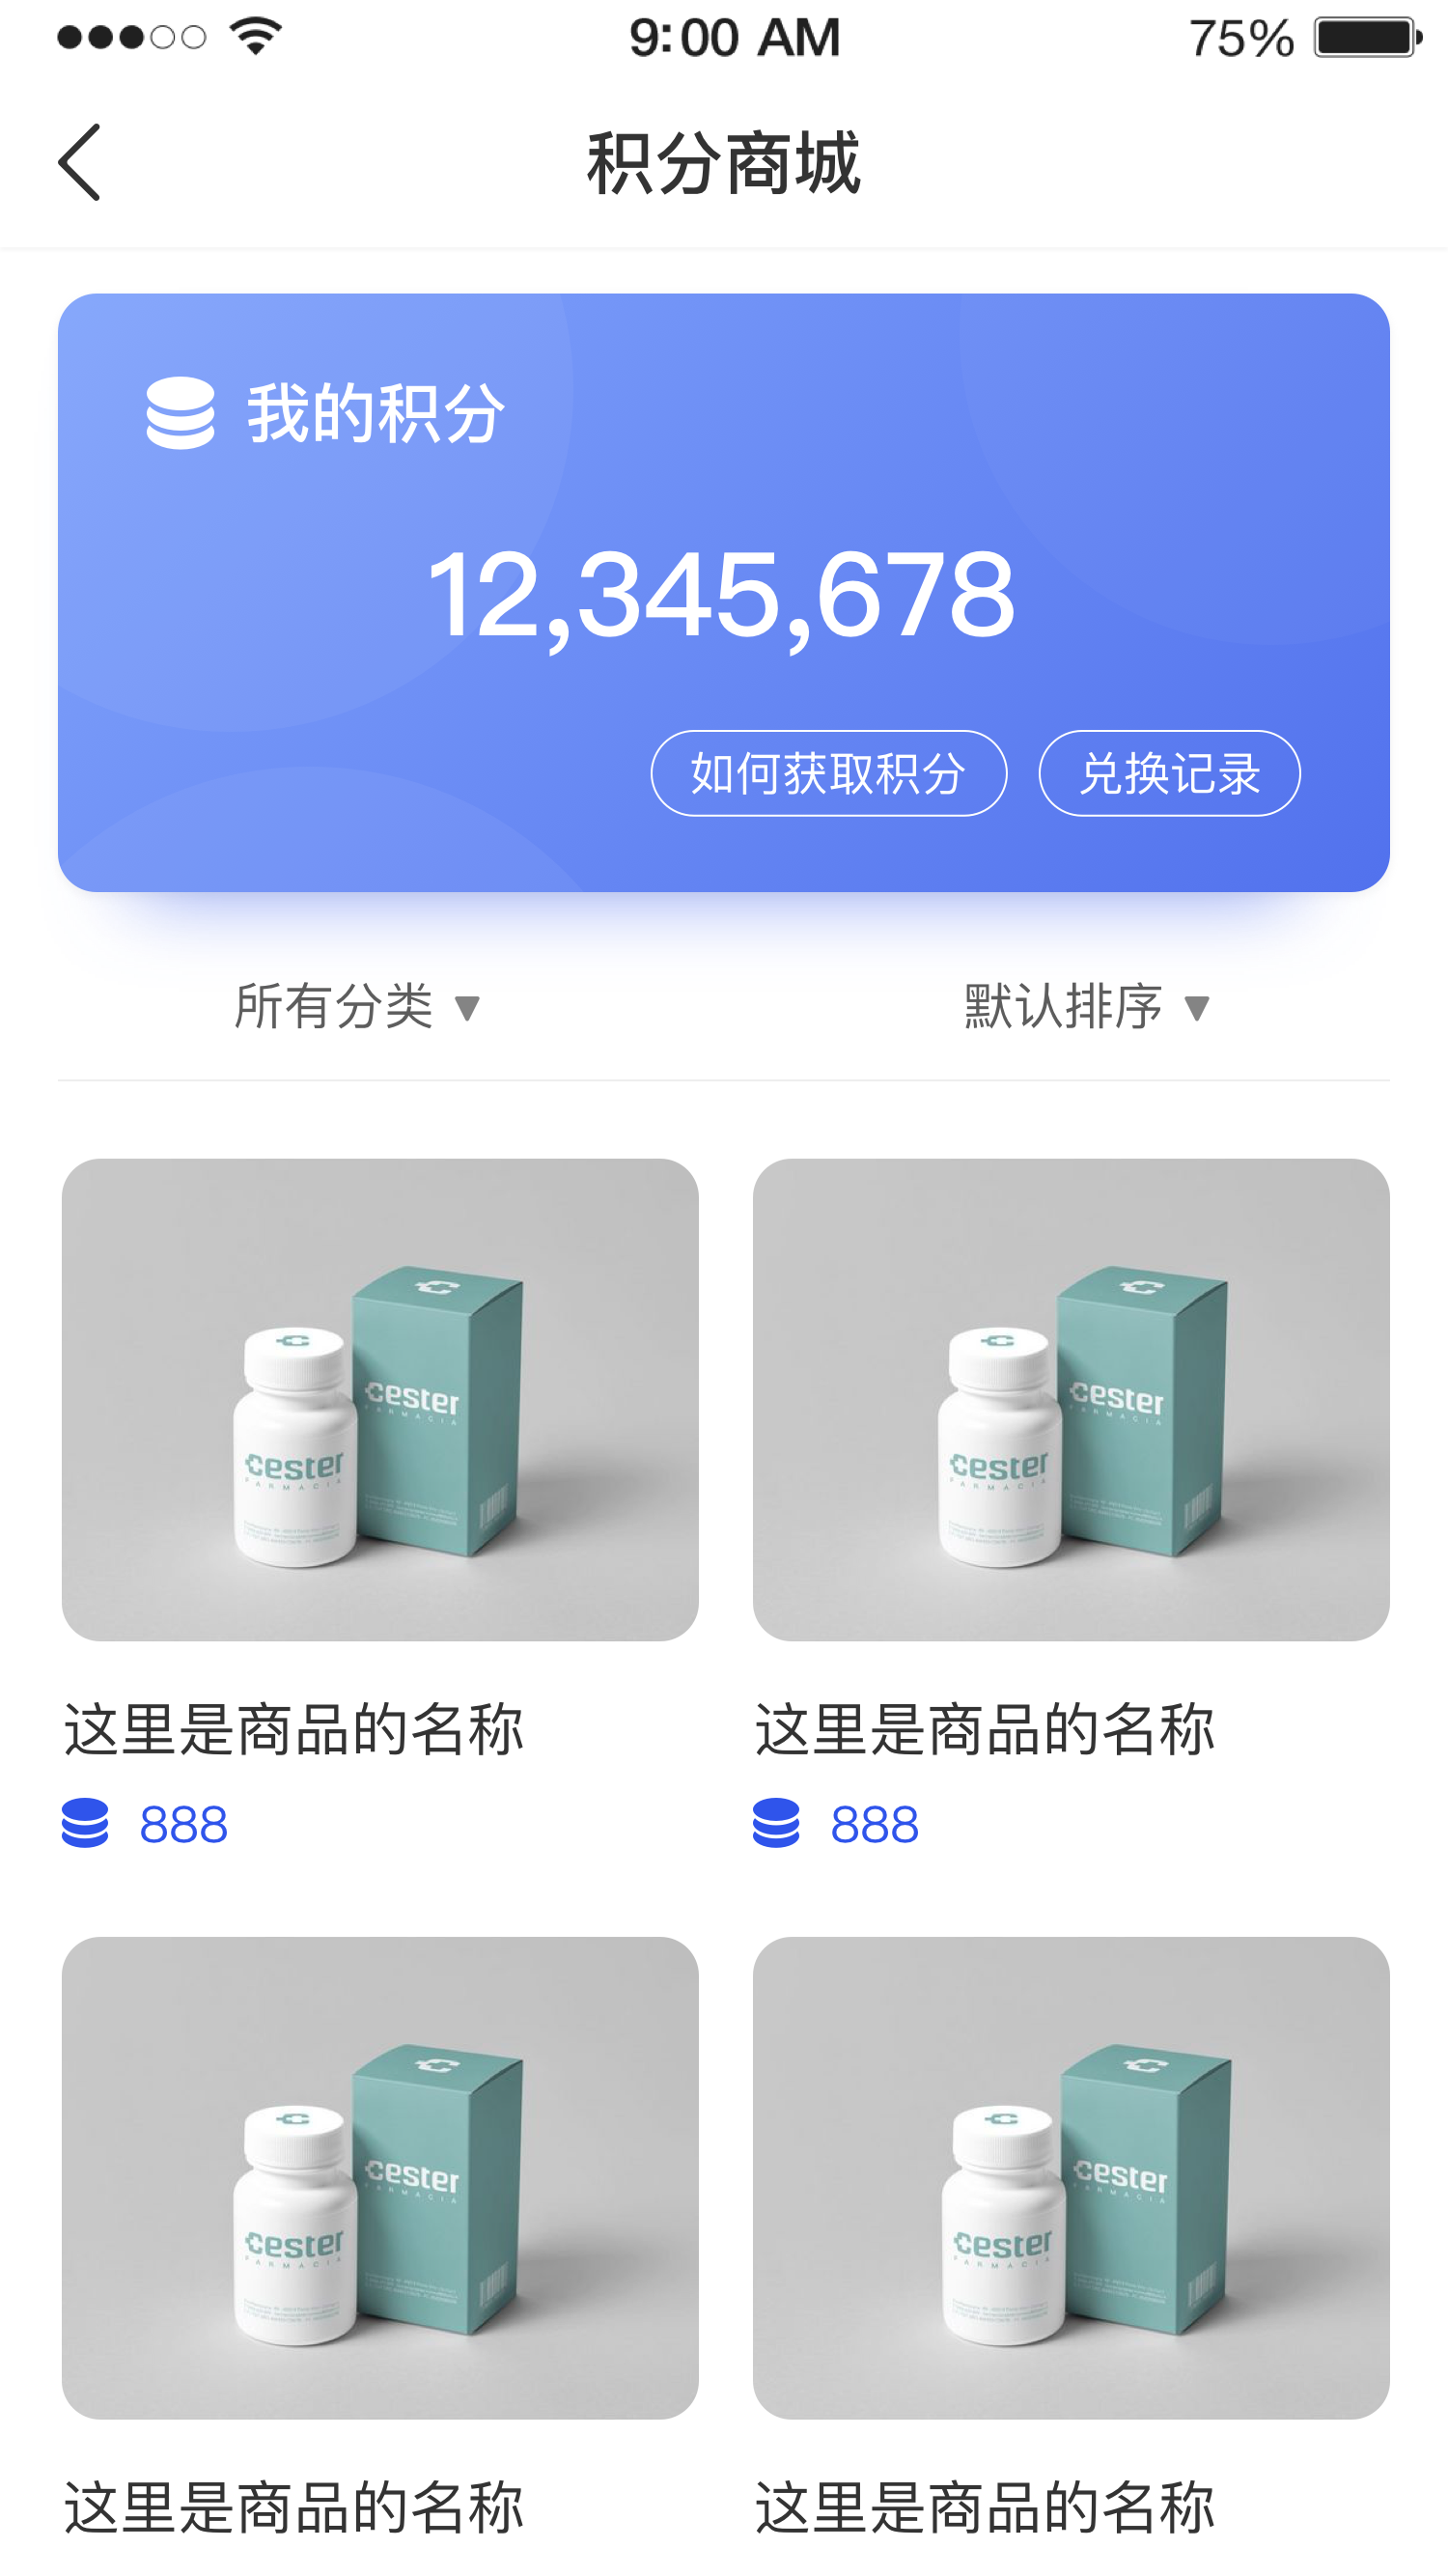 9:00 AM
75%
积分商城
我的积分
12,345,678
如何获取积分
兑换记录
所有分类
默认排序
cester
FARMACIA
cester
FARMACIA
cester
FARMACIA
cester
FARMACIA
这里是商品的名称
这里是商品的名称
888
888
cester
FARMACIA
cester
FARMACIA
cester
FARMACIA
cester
FARMACIA
这里是商品的名称
这里是商品的名称